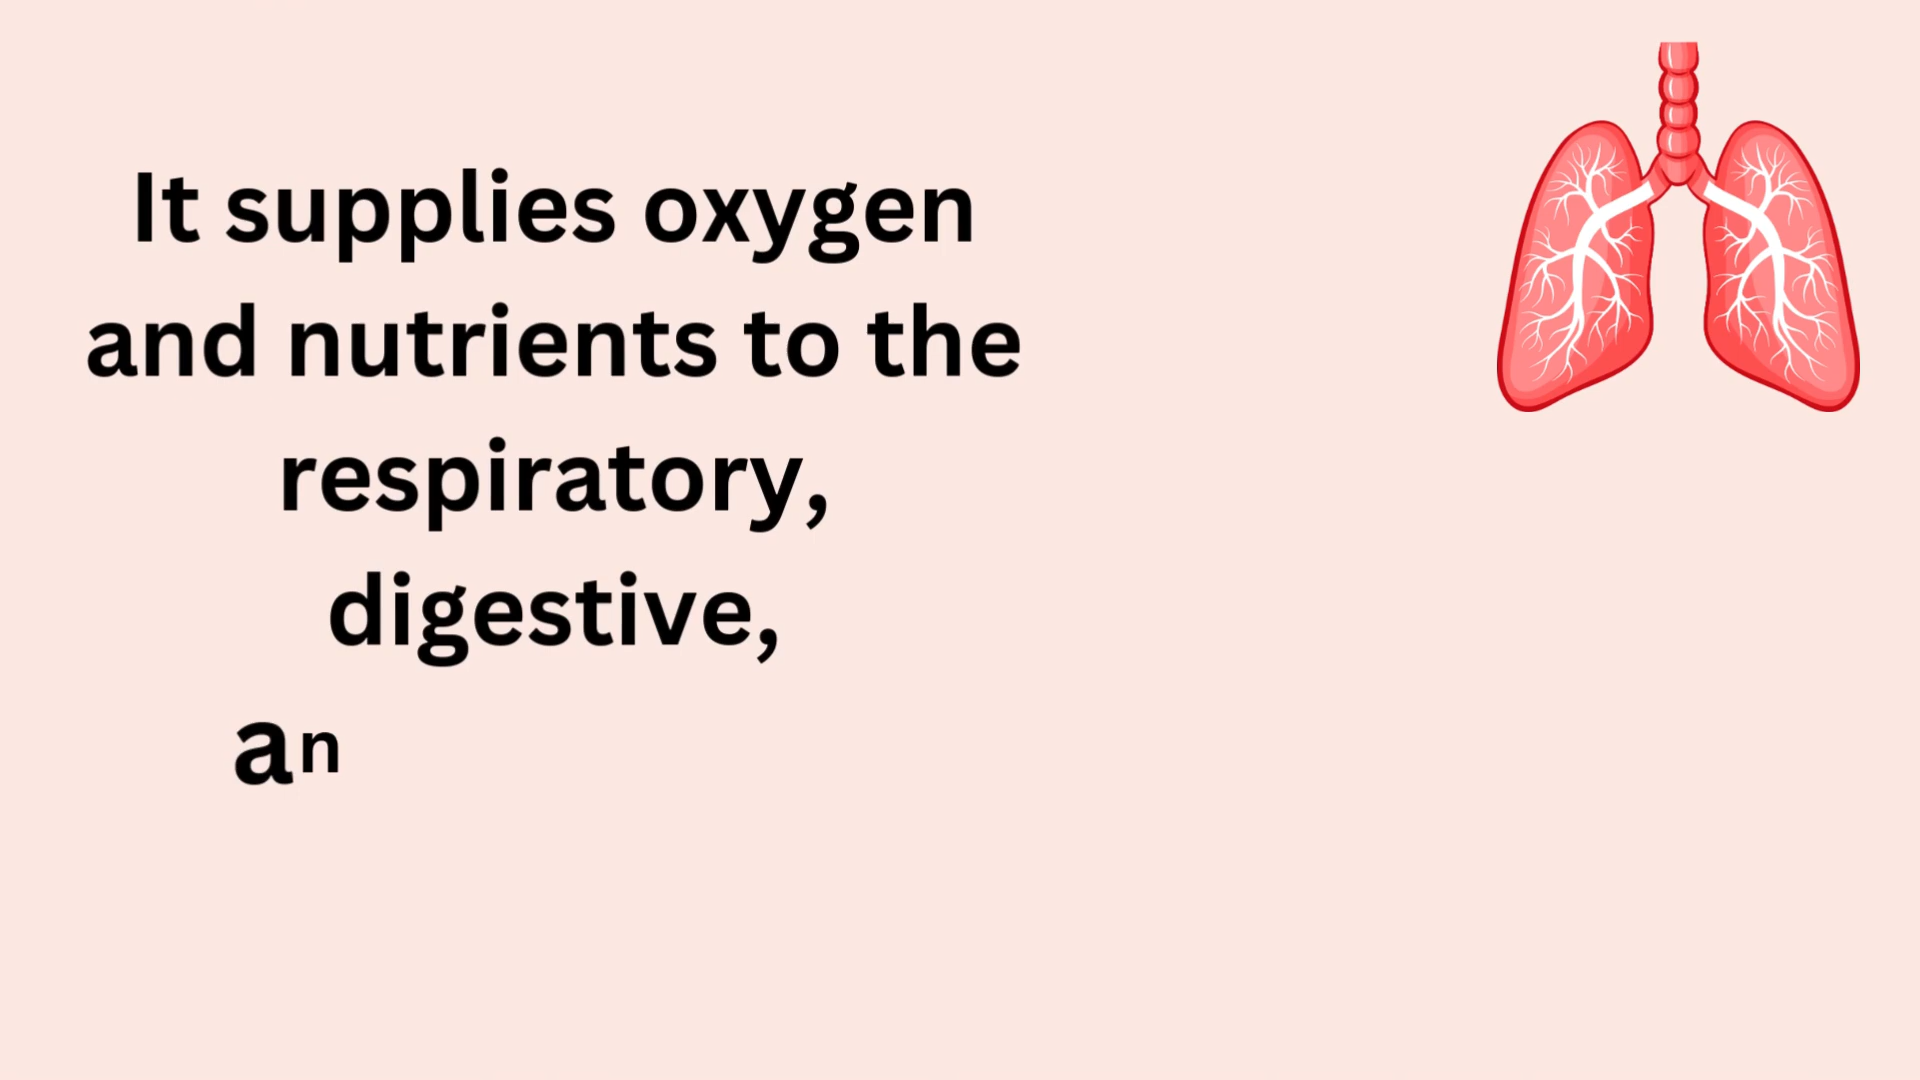 It supplies oxygen
and nutrients to the
respiratory,
digestive,
an